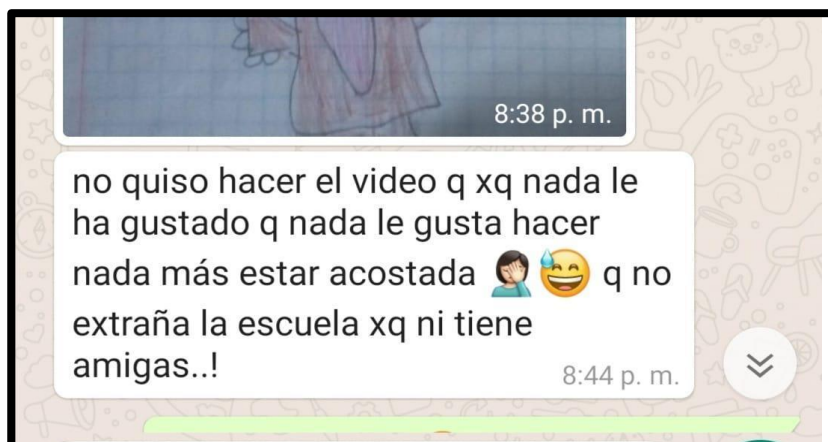 8:38 p. m.
no quiso hacer el video q xq nada le
ha gustado q nada le gusta hacer
nada más estar acostada 🤦🏻‍♀️😅 q no
extraña la escuela xq ni tiene
amigas..!
8:44 p. m.